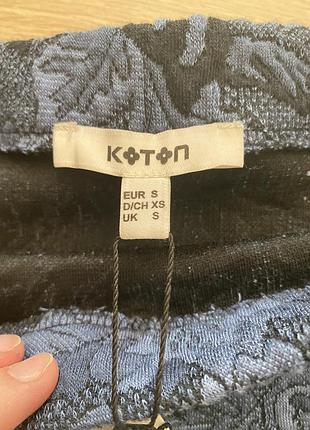 KOTON
EUR S
D/CH XS
UK S